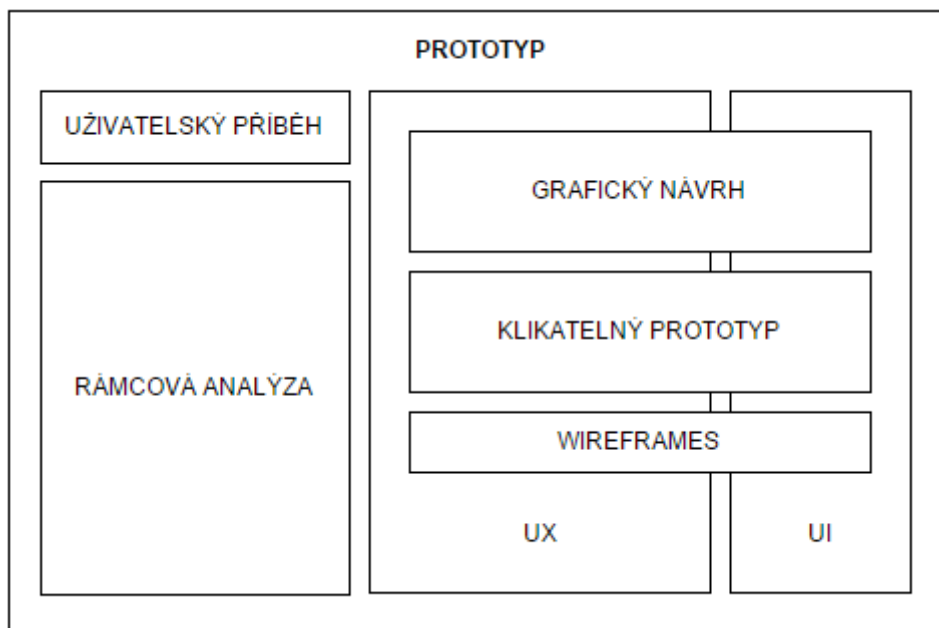 PROTOTYP
UŽIVATELSKÝ PŘÍBĚH
GRAFICKÝ NÁVRH
KLIKATELNÝ PROTOTYP
RÁMCOVÁ ANALÝZA
WIREFRAMES
UX
UI